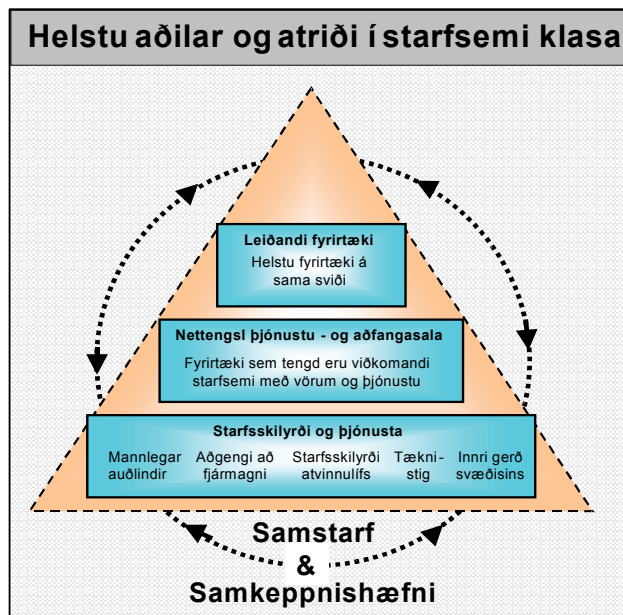 Helstu aðilar og atriði í starfsemi klasa
Leiðandi fyrirtæki
Helstu fyrirtæki á
sama sviði
Nettengsl þjónustu - og aðfangasala
Fyrirtæki sem tengd eru viðkomandi
starfsemi með vörum og þjónustu
Starfsskilyrði og þjónusta
Mannlegar
auðlindir
Aðgengi að
fjármagni
Starfsskilyrði
atvinnulífs
Tækni-
stig
Innri gerð
svæðisins
Samstarf
&
Samkeppnishæfni